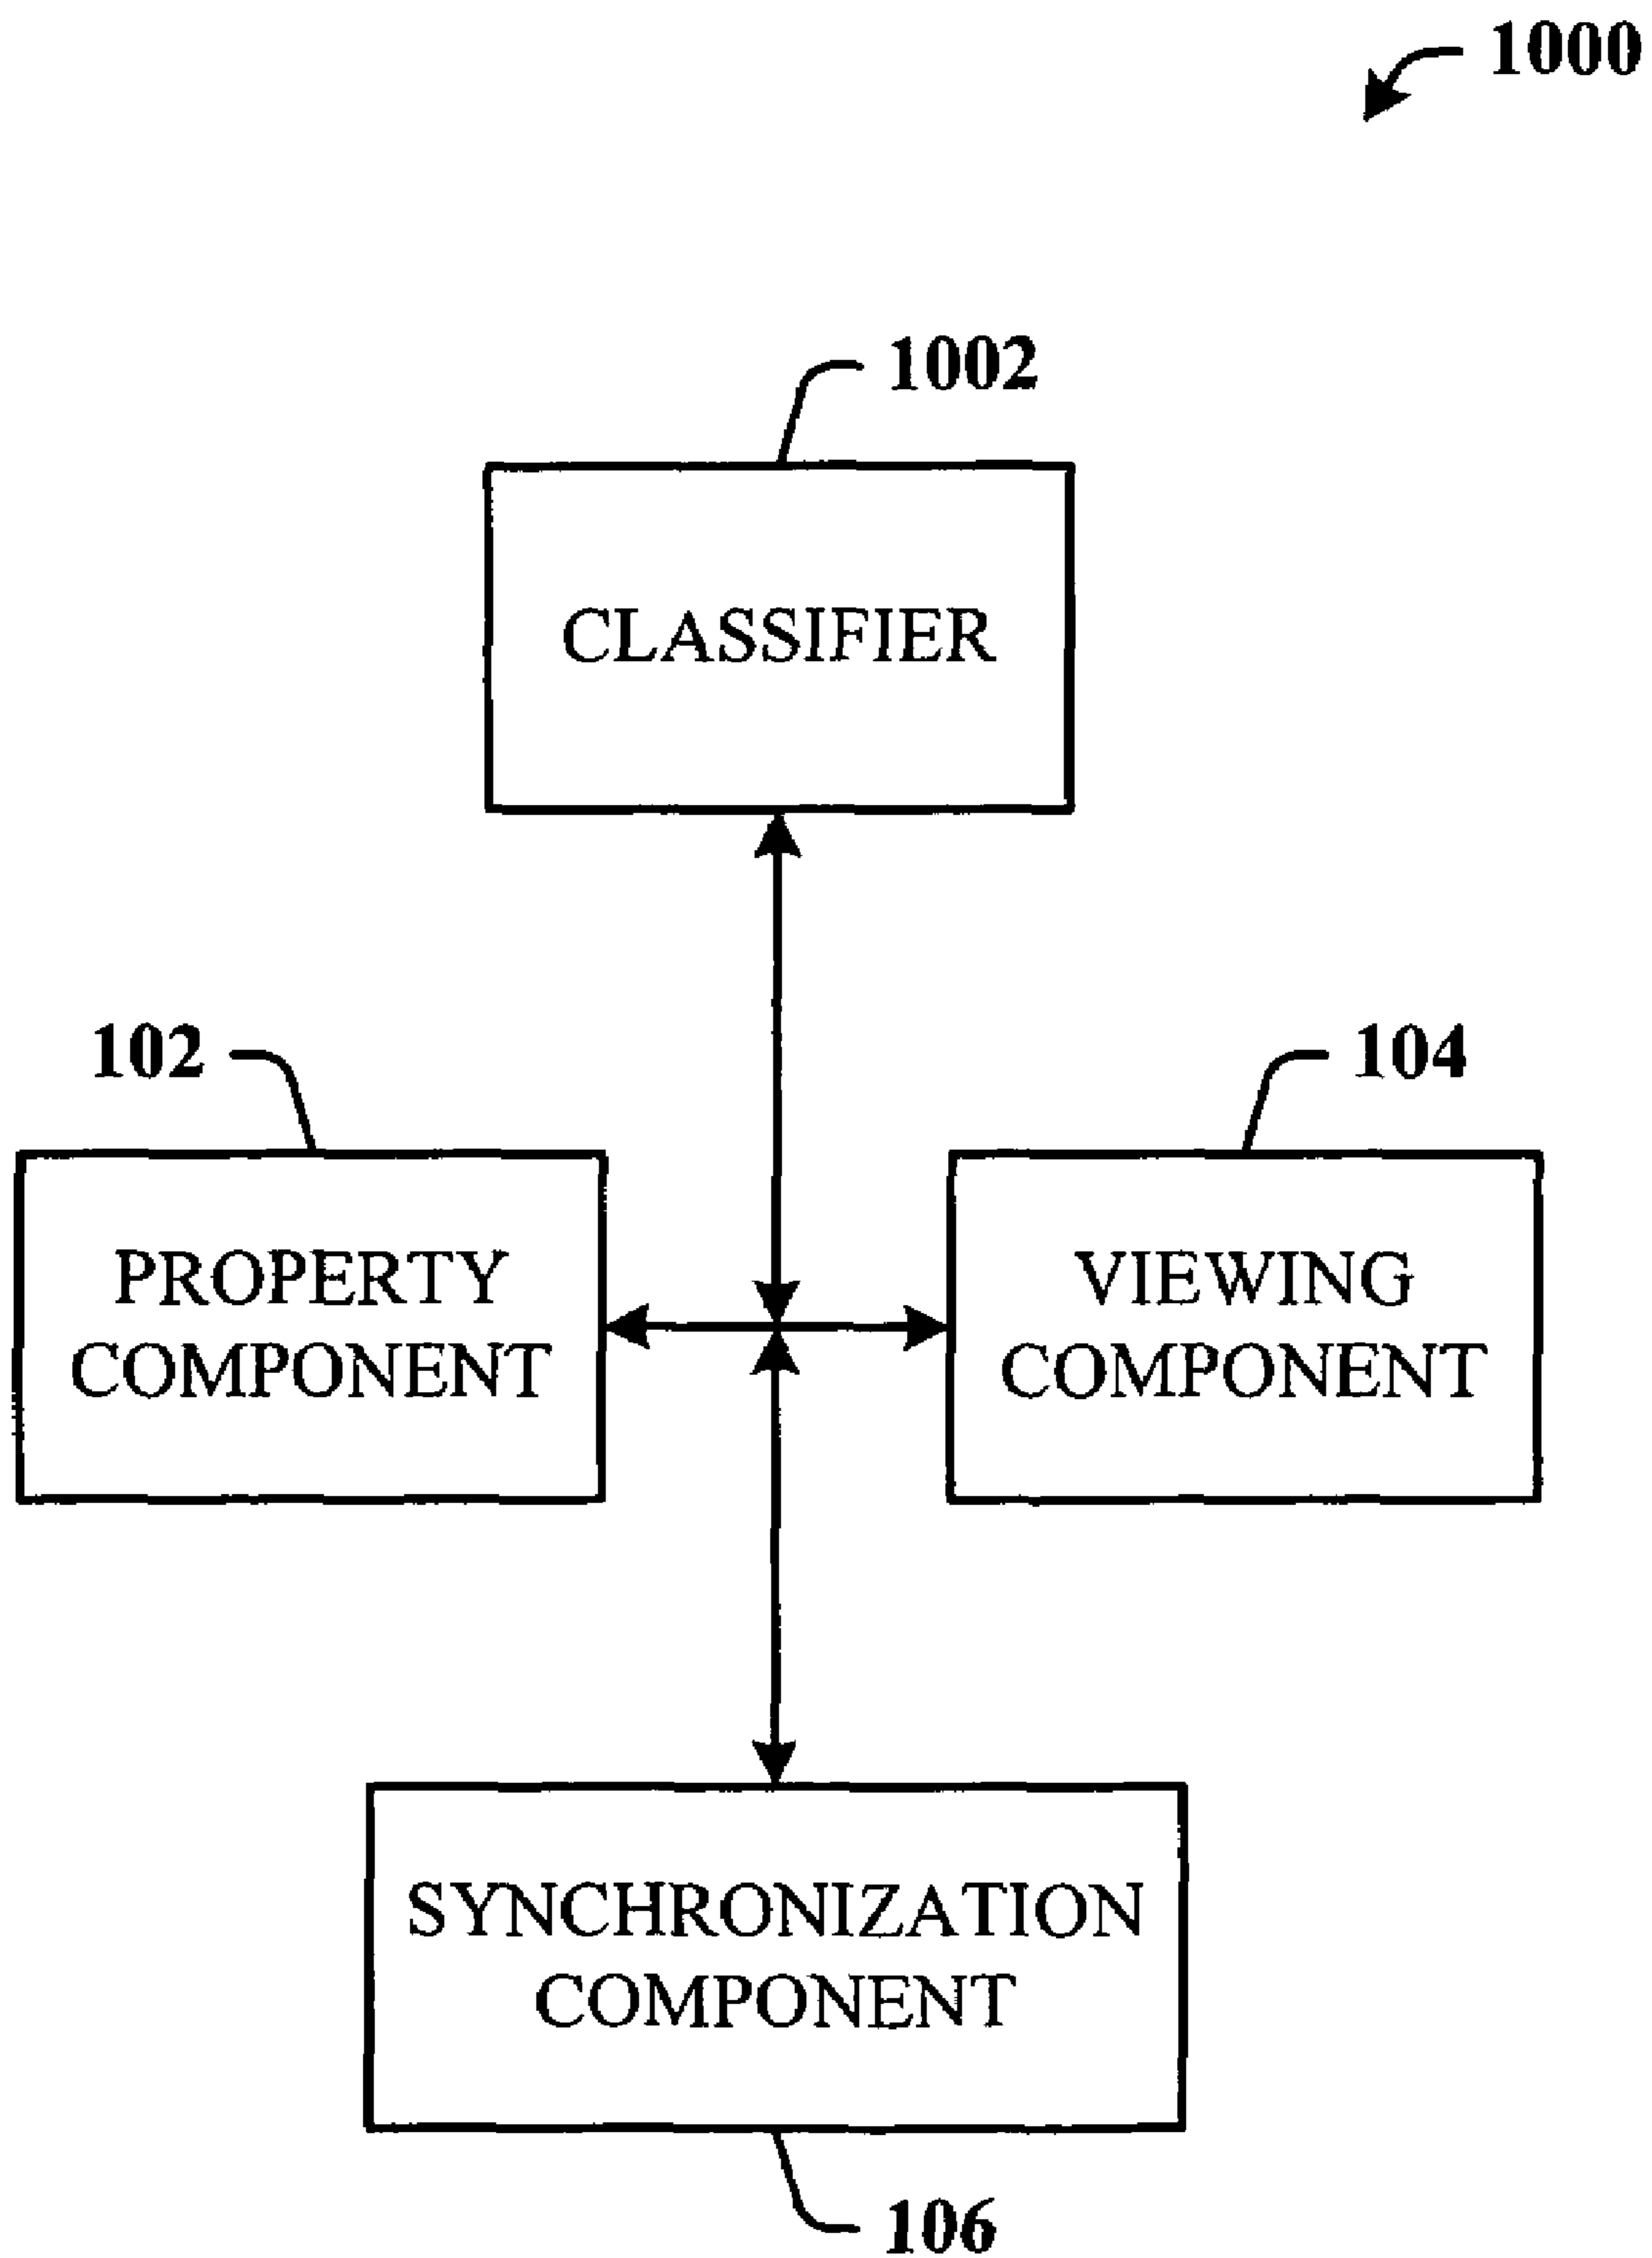 1000
1002
CLASSIFIER
102
104
PROPERTY
COMPONENT
VIEWING
COMPONENT
SYNCHRONIZATION
COMPONENT
106